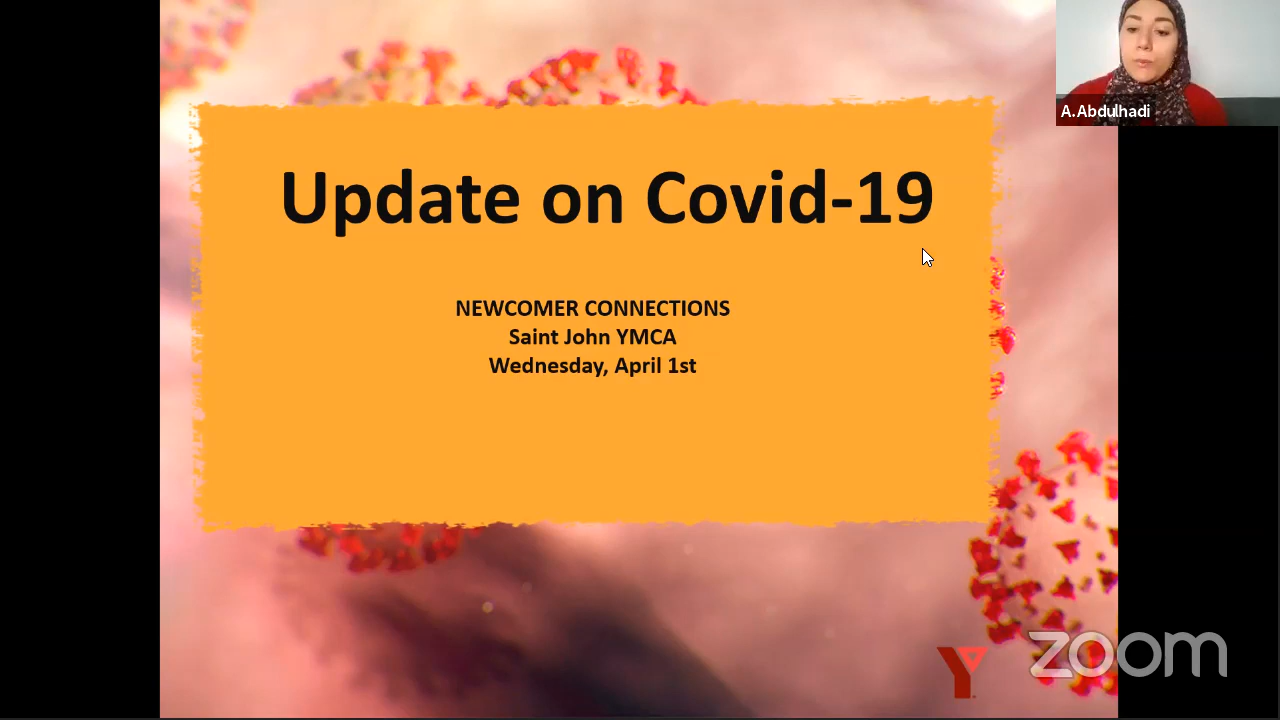 A.Abdulhadi
Update on Covid-19
NEWCOMER CONNECTIONS
Saint John YMCA
Wednesday, April 1st
Y
zoom